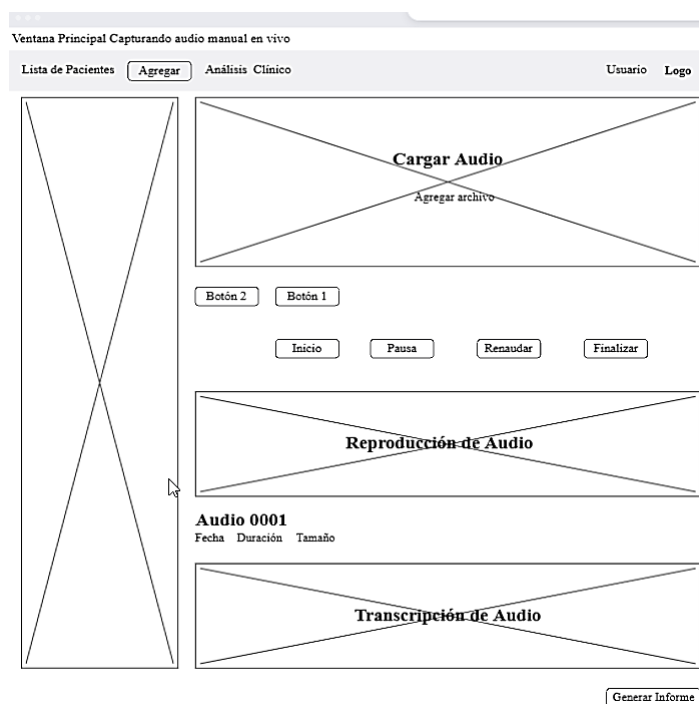 Ventana Principal Capturando audio manual en vivo
Lista de Pacientes Agregar Análisis Clínico Usuario Logo
Cargar Audio
Agregar archivo
Botón 2 Botón 1
Inicio Pausa Renaudar Finalizar
Reproducción de Audio
Audio 0001
Fecha Duración Tamaño
Transcripción de Audio
Generar Informe